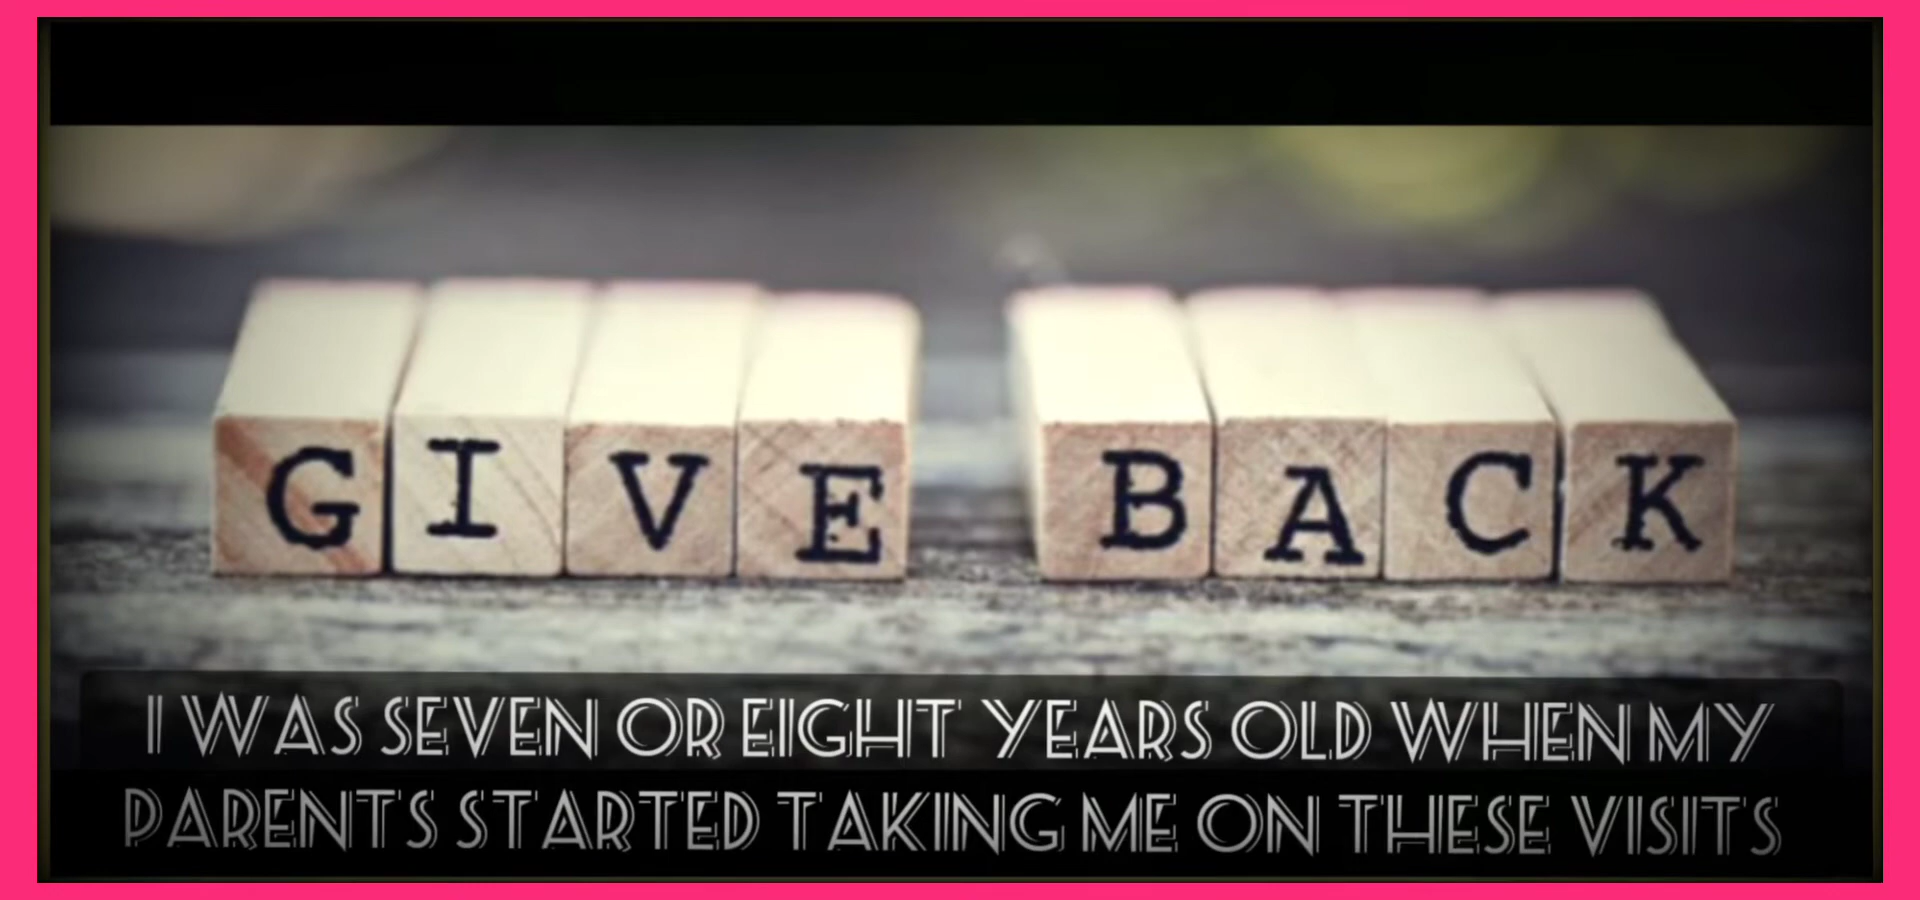 GIVE BACK
I WAS SEVEN OR EIGHT YEARS OLD WHEN MY
PARENTS STARTED TAKING ME ON THESE VISITS